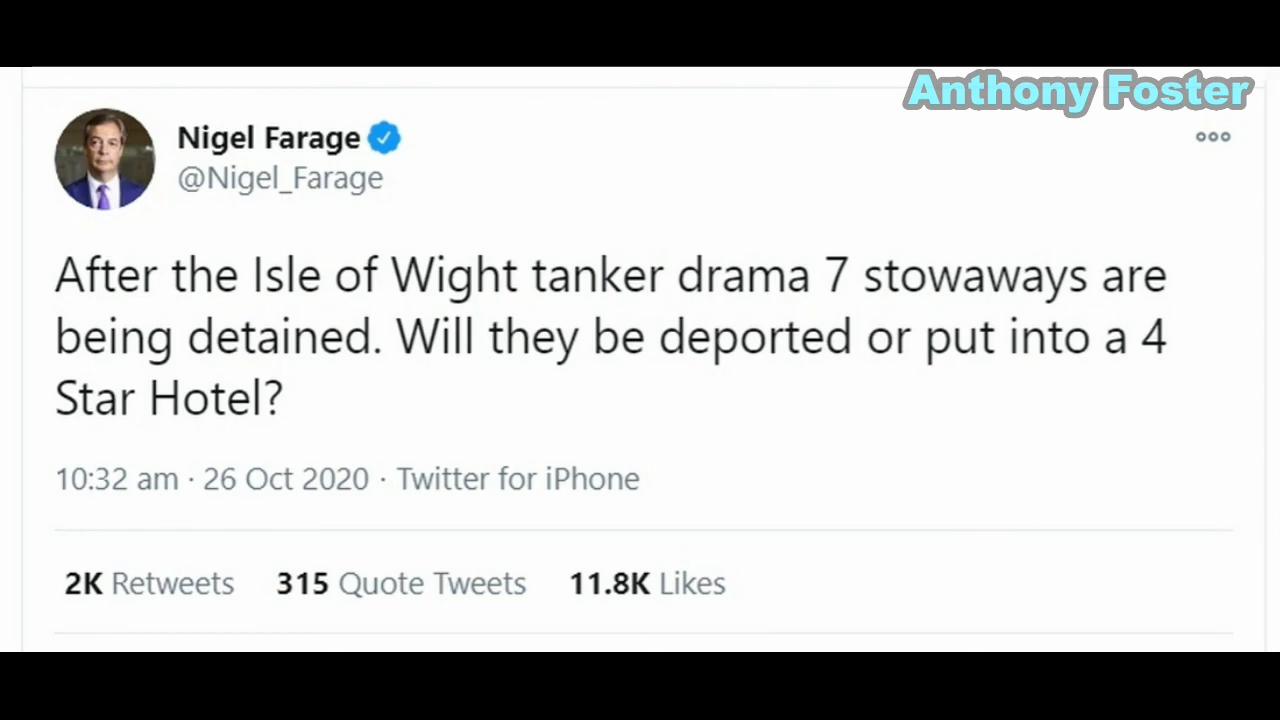 Anthony Foster
Nigel Farage
@Nigel_Farage
After the Isle of Wight tanker drama 7 stowaways are
being detained. Will they be deported or put into a 4
Star Hotel?
10:32 am · 26 Oct 2020 · Twitter for iPhone
2K Retweets 315 Quote Tweets 11.8K Likes